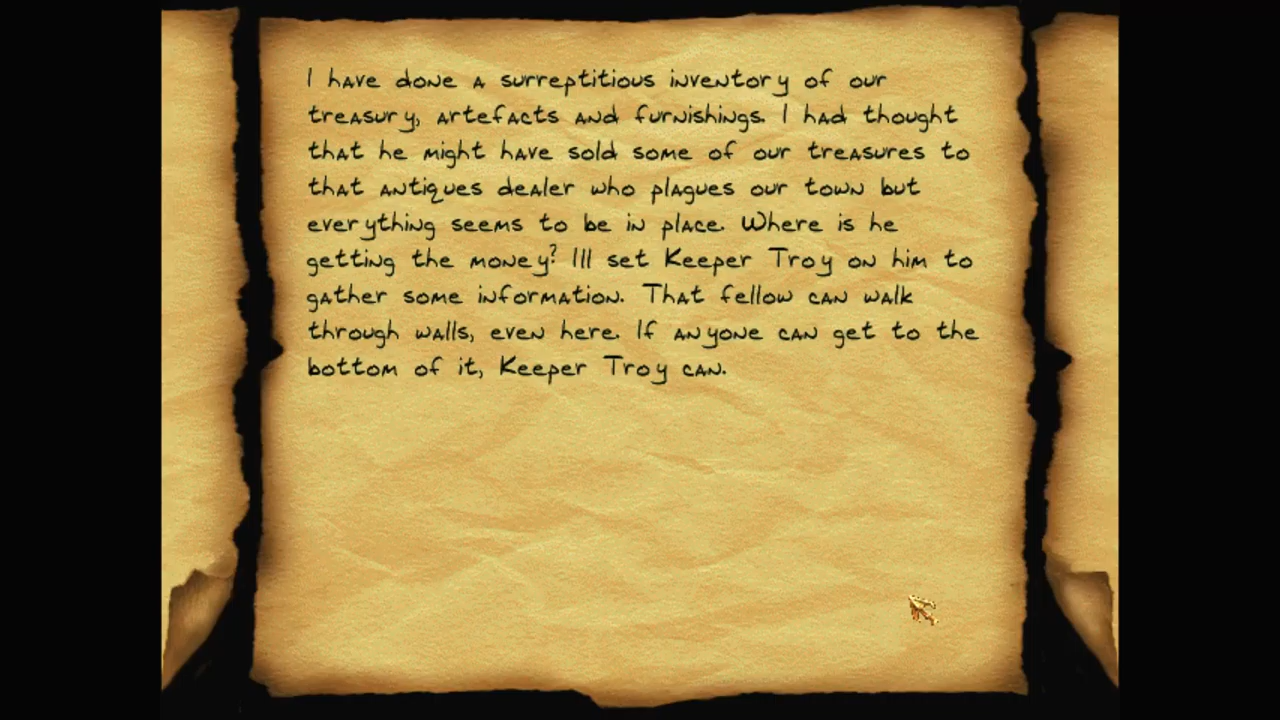 I have done a surreptitious inventory of our
treasury, artefacts and furnishings. I had thought
that he might have sold some of our treasures to
that antiques dealer who plagues our town but
everything seems to be in place. Where is he
getting the money? Ill set Keeper Troy on him to
gather some information. That fellow can walk
through walls, even here. If anyone can get to the
bottom of it, Keeper Troy can.